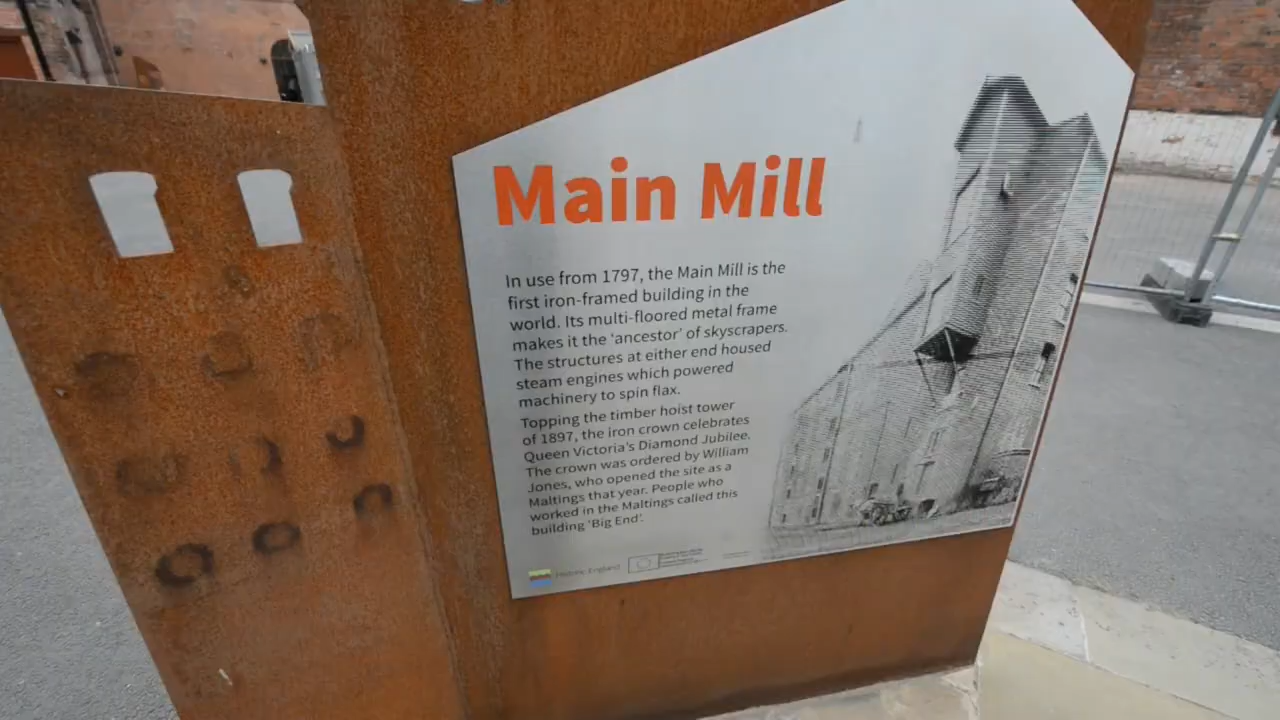 Main Mill
In use from 1797, the Main Mill is the
first iron-framed building in the
world. Its multi-floored metal frame
makes it the ‘ancestor’ of skyscrapers.
The structures at either end housed
steam engines which powered
machinery to spin flax.
Topping the timber hoist tower
of 1897, the iron crown celebrates
Queen Victoria's Diamond Jubilee.
The crown was ordered by William
Jones, who opened the site as a
Maltings that year. People who
worked in the Maltings called this
building ‘Big End’.
Historic England